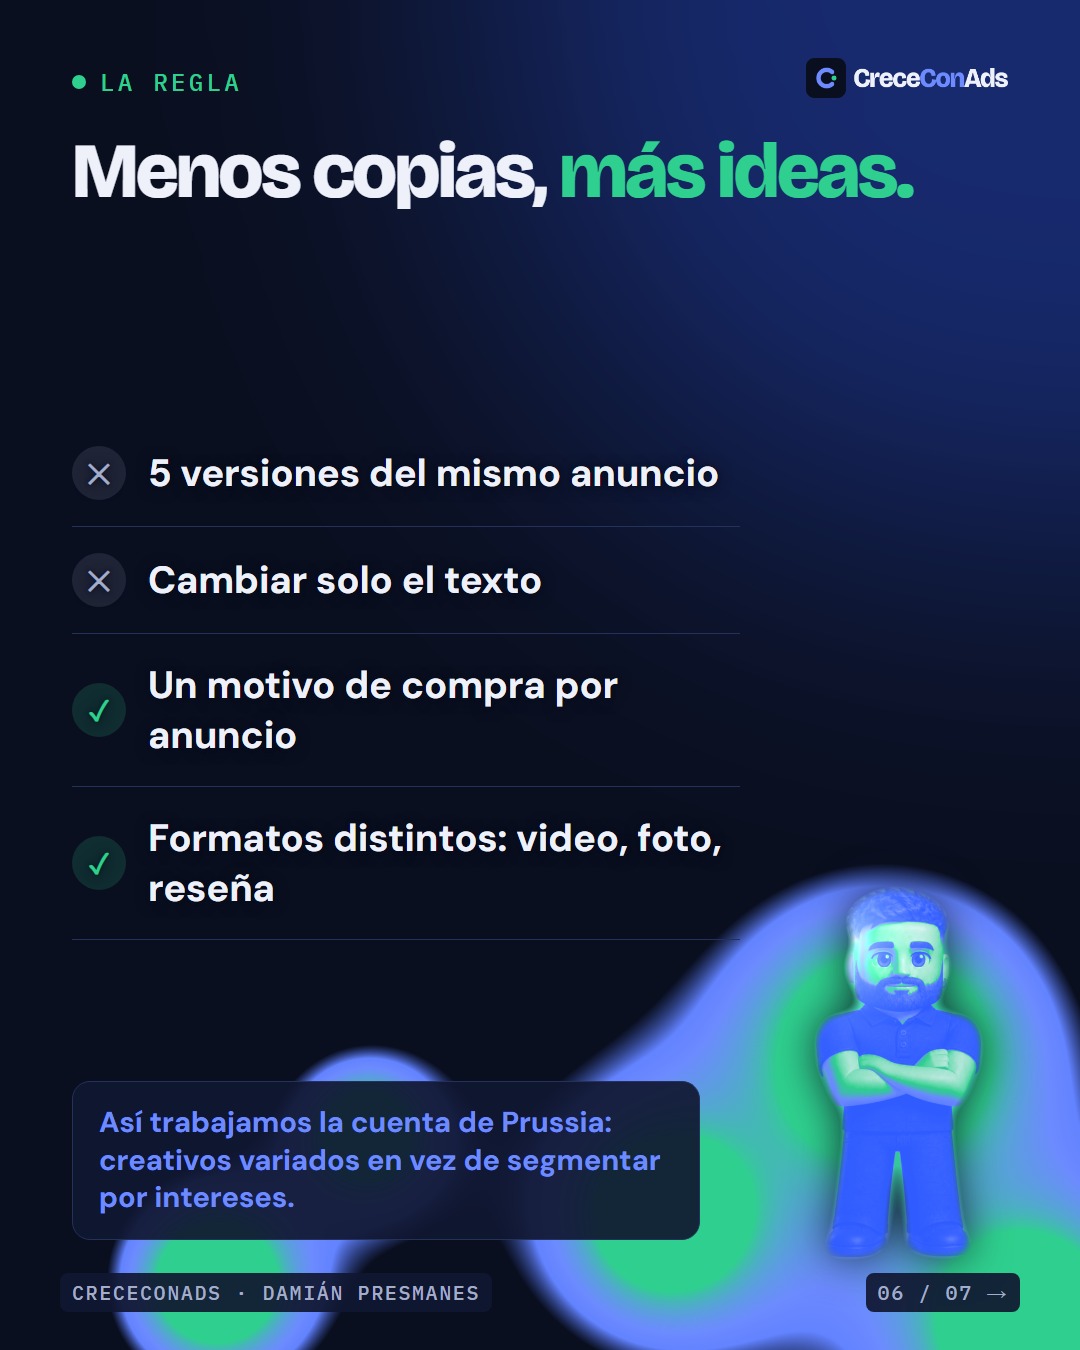 LA REGLA
CreceConAds
Menos copias, más ideas.
5 versiones del mismo anuncio
Cambiar solo el texto
Un motivo de compra por
anuncio
Formatos distintos: video, foto,
reseña
Así trabajamos la cuenta de Prussia:
creativos variados en vez de segmentar
por intereses.
CRECECONADS · DAMIÁN PRESMANES
06 / 07 →